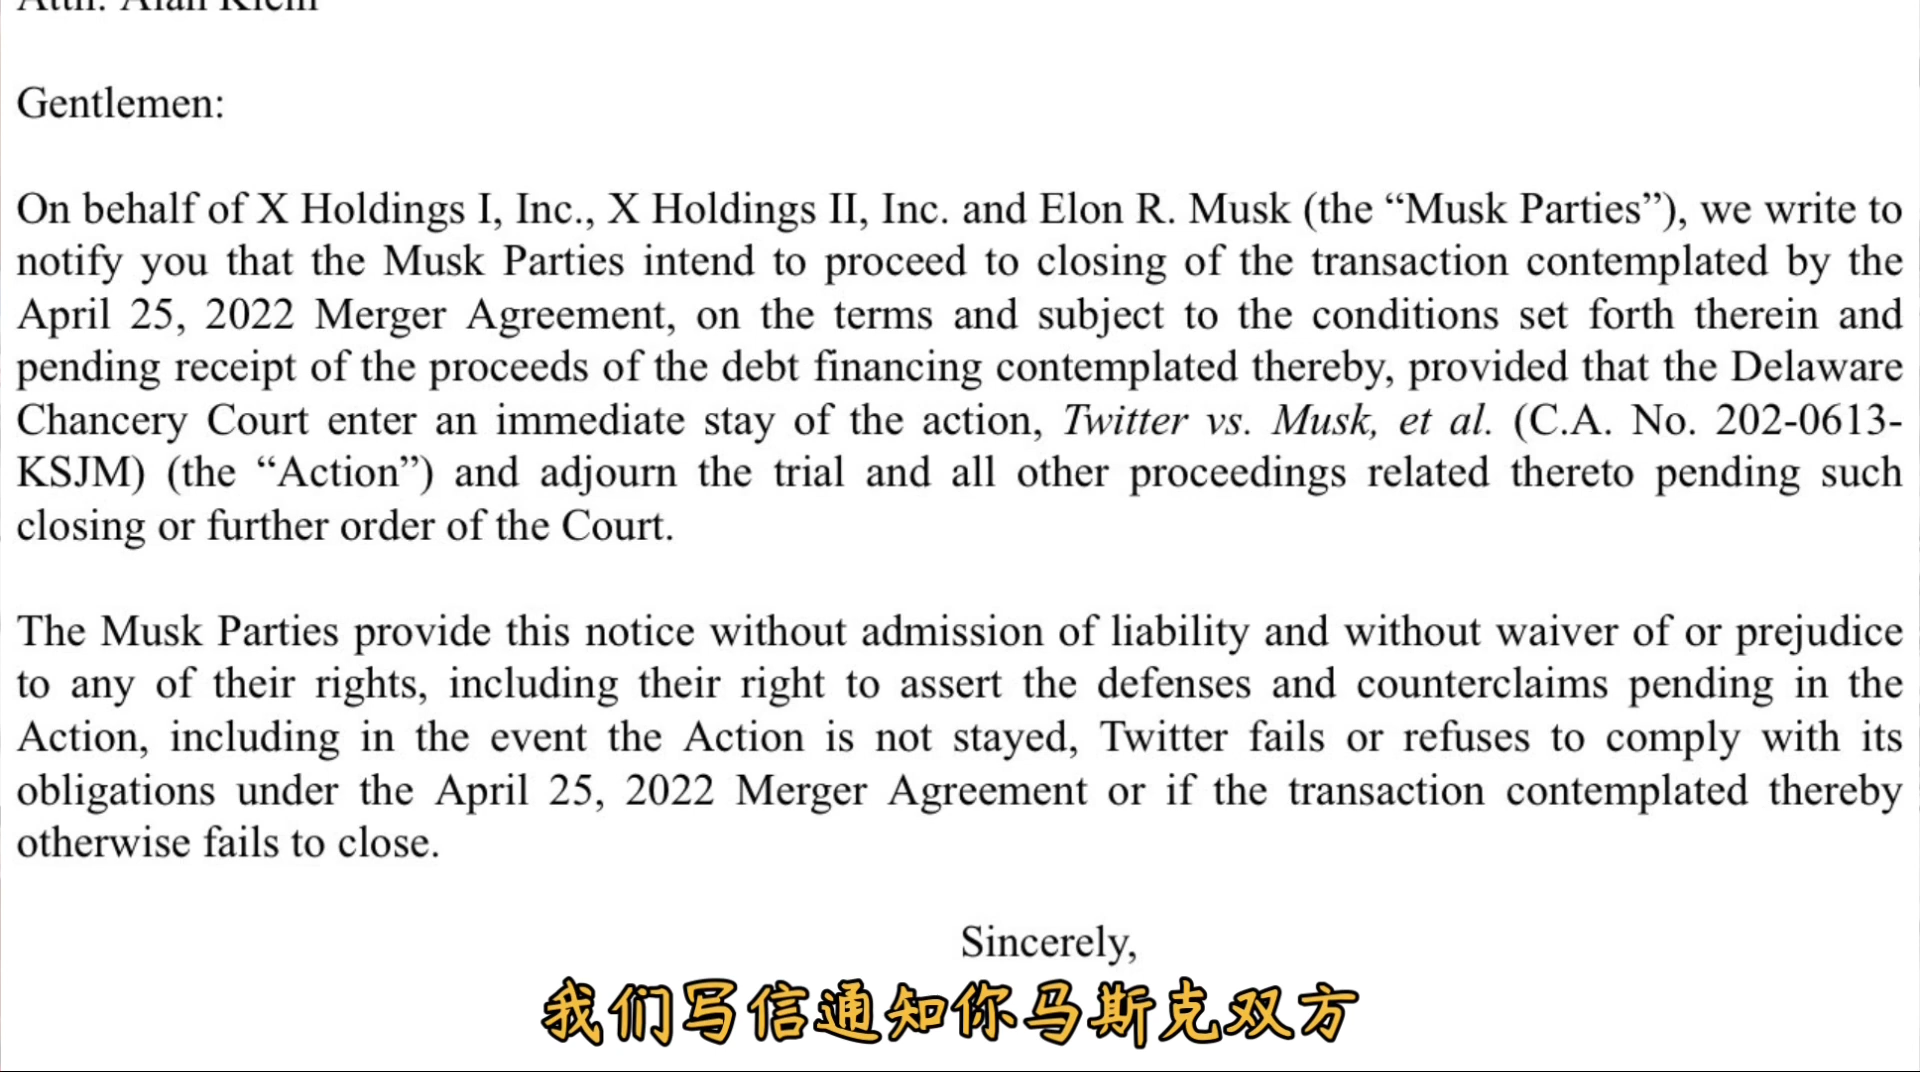 Attn: Alan Klein
Gentlemen:
On behalf of X Holdings I, Inc., X Holdings II, Inc. and Elon R. Musk (the “Musk Parties”), we write to
notify you that the Musk Parties intend to proceed to closing of the transaction contemplated by the
April 25, 2022 Merger Agreement, on the terms and subject to the conditions set forth therein and
pending receipt of the proceeds of the debt financing contemplated thereby, provided that the Delaware
Chancery Court enter an immediate stay of the action, Twitter vs. Musk, et al. (C.A. No. 202-0613-
KSJM) (the “Action”) and adjourn the trial and all other proceedings related thereto pending such
closing or further order of the Court.
The Musk Parties provide this notice without admission of liability and without waiver of or prejudice
to any of their rights, including their right to assert the defenses and counterclaims pending in the
Action, including in the event the Action is not stayed, Twitter fails or refuses to comply with its
obligations under the April 25, 2022 Merger Agreement or if the transaction contemplated thereby
otherwise fails to close.
Sincerely,
我们写信通知你马斯克双方